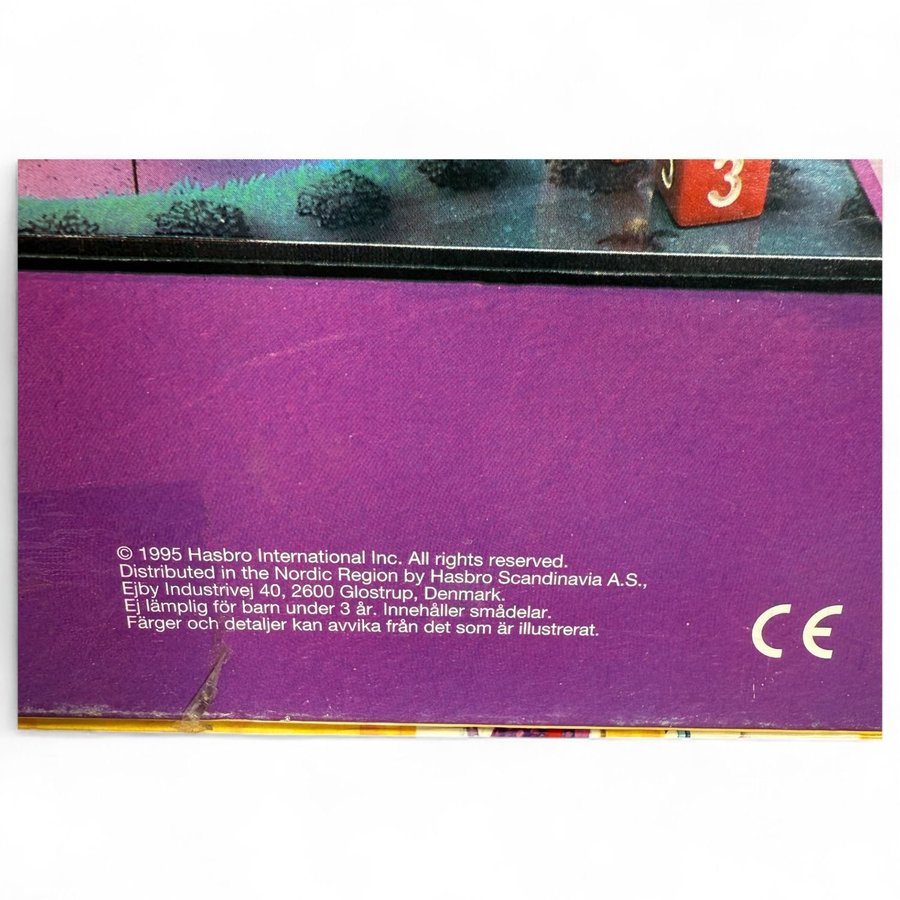 3
© 1995 Hasbro International Inc. All rights reserved.
Distributed in the Nordic Region by Hasbro Scandinavia A.S.,
Ejby Industrivej 40, 2600 Glostrup, Denmark.
Ej lämplig för barn under 3 år. Innehåller smådelar.
Färger och detaljer kan avvika från det som är illustrerat.
CE